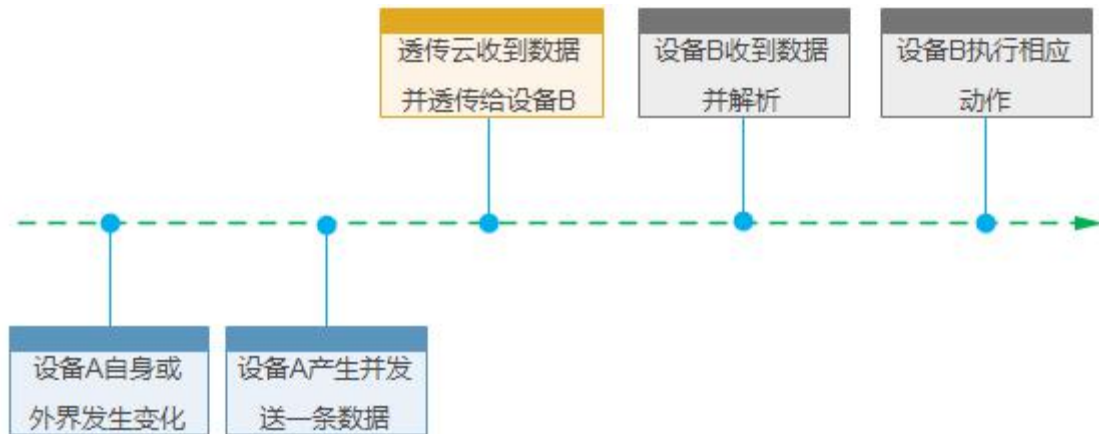 透传云收到数据
并透传给设备B
设备B收到数据
并解析
设备B执行相应
动作
设备A自身或
外界发生变化
设备A产生并发
送一条数据